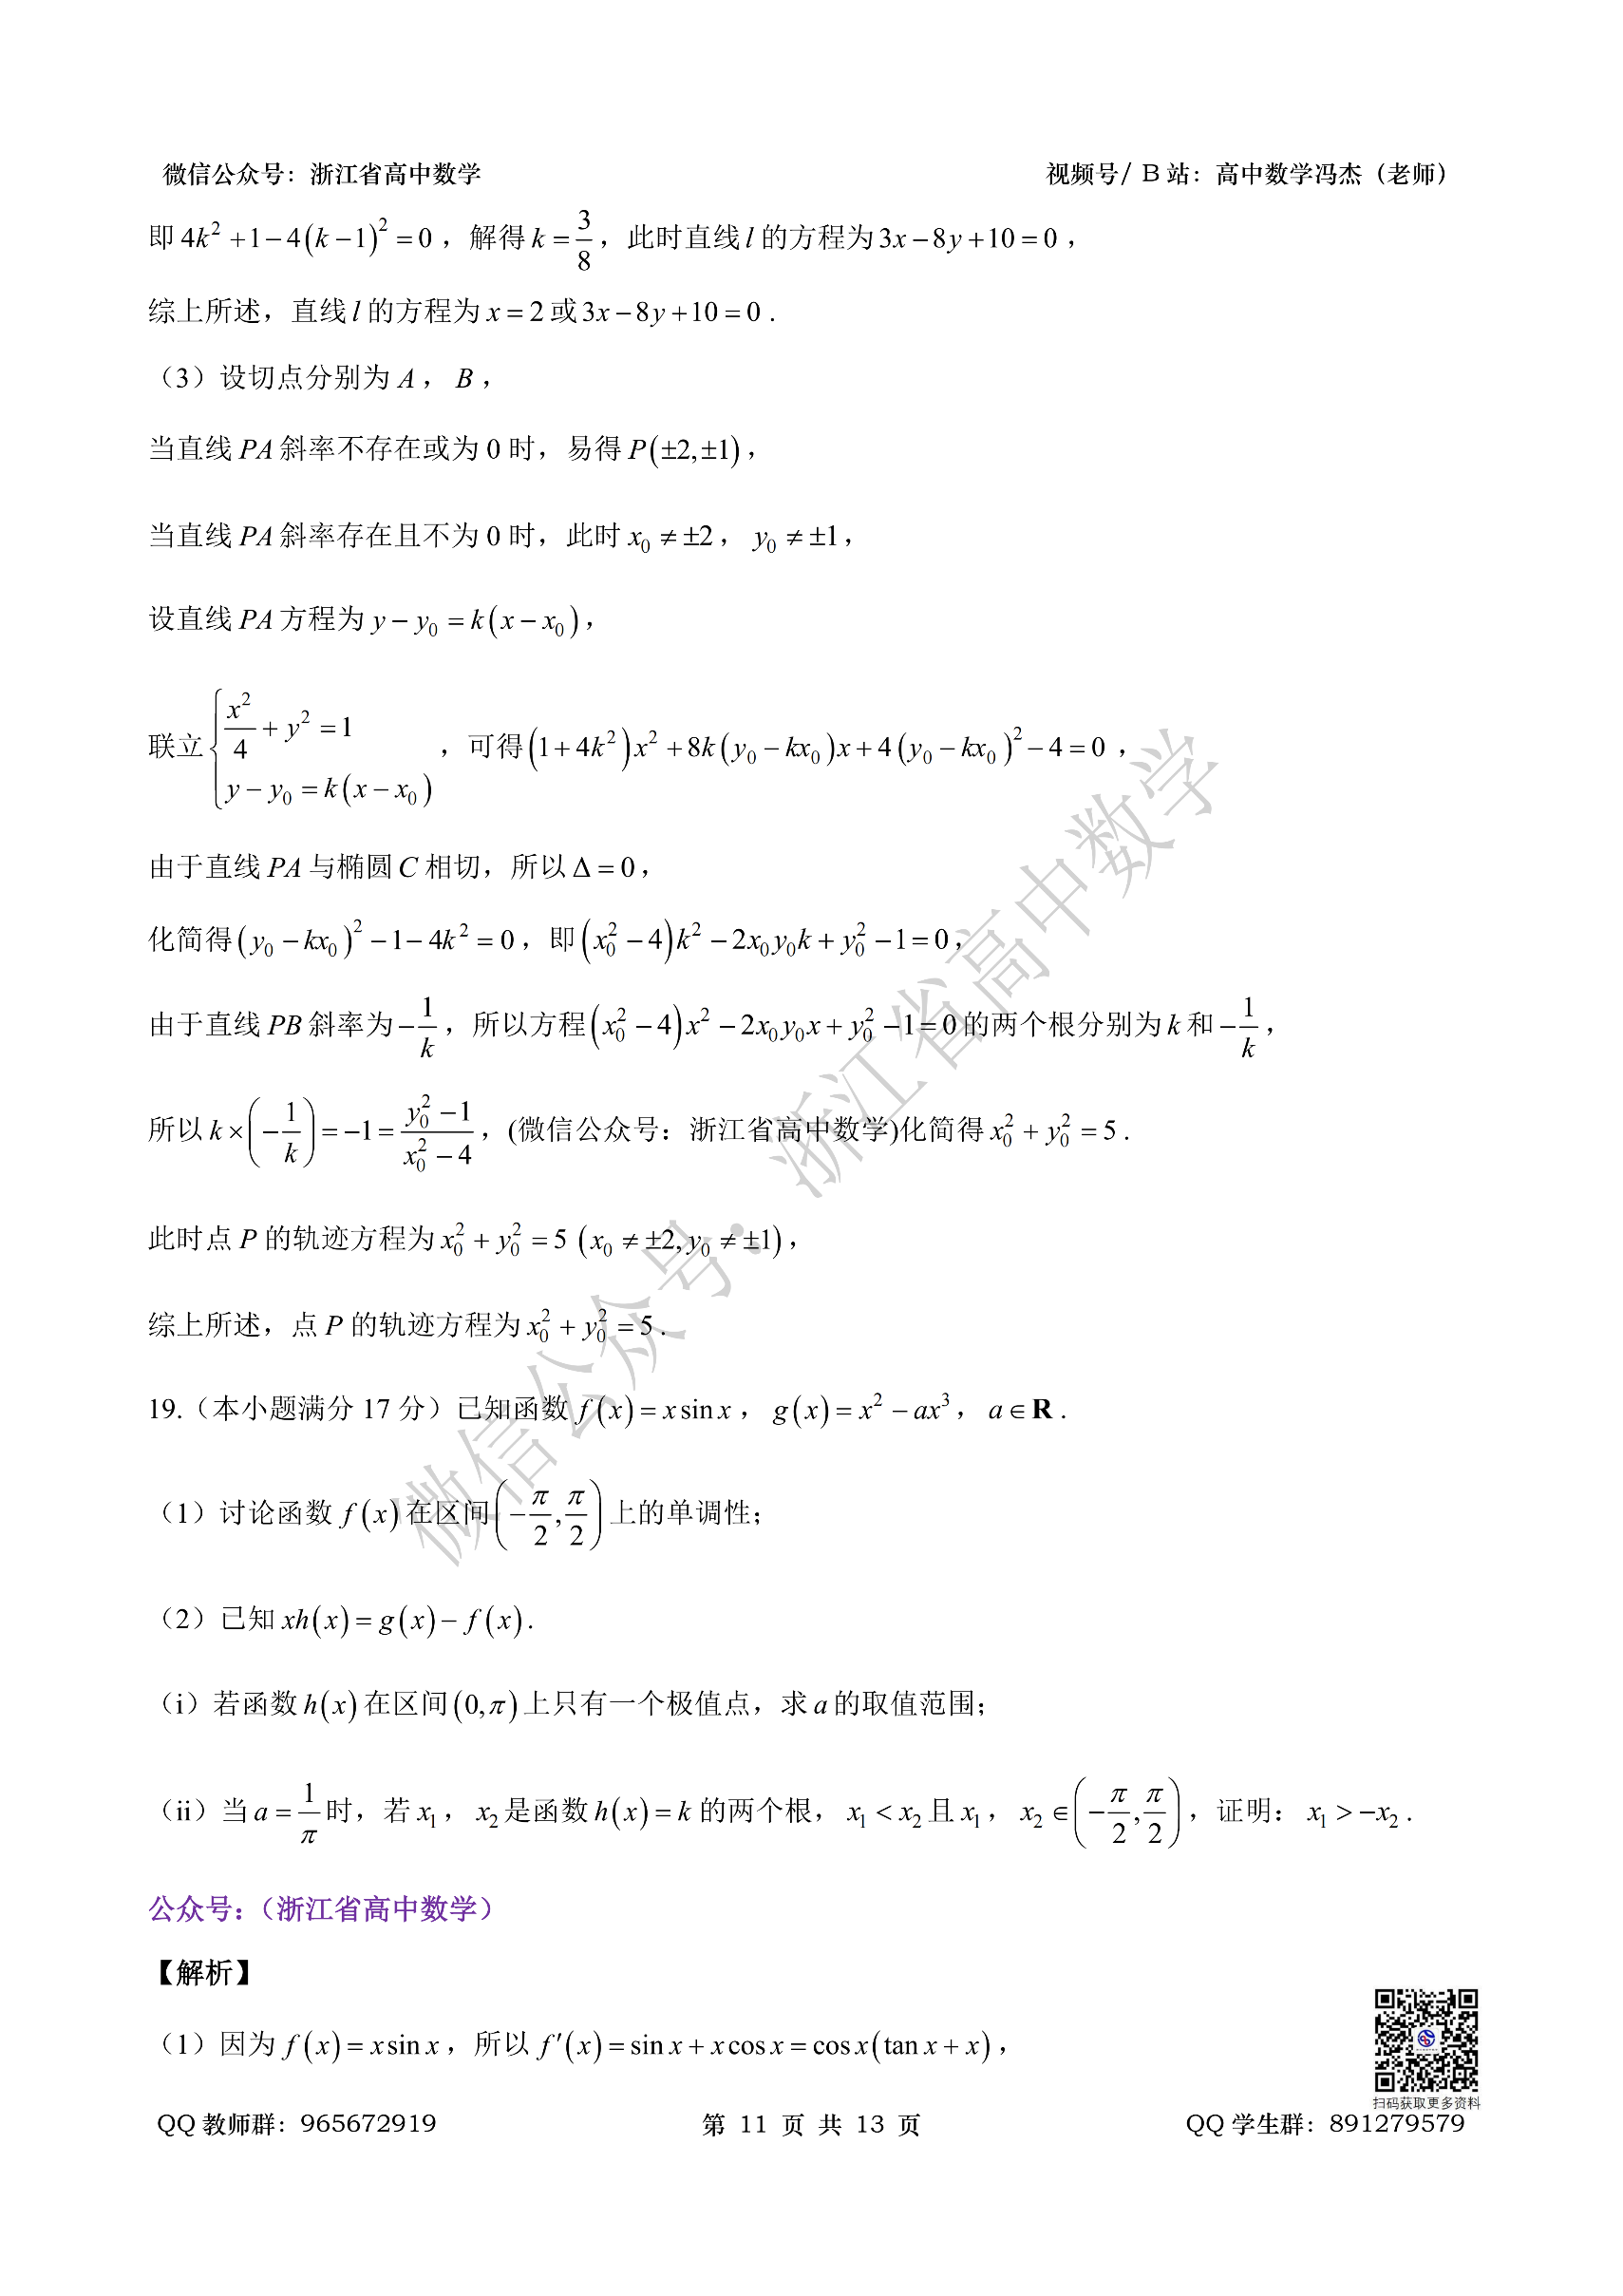 微信公众号：浙江省高中数学 视频号/ B 站：高中数学冯杰（老师）
即 4k² + 1 − 4(k − 1)² = 0 ，解得 k = 3/8 ，此时直线 l 的方程为 3x − 8y + 10 = 0 ，
综上所述，直线 l 的方程为 x = 2 或 3x − 8y + 10 = 0 .
（3）设切点分别为 A ， B ，
当直线 PA 斜率不存在或为 0 时，易得 P(±2, ±1)，
当直线 PA 斜率存在且不为 0 时，此时 x₀ ≠ ±2 ， y₀ ≠ ±1，
设直线 PA 方程为 y − y₀ = k(x − x₀)，
联立 { x²/4 + y² = 1 ; y − y₀ = k(x − x₀) ，可得 (1 + 4k²)x² + 8k(y₀ − kx₀)x + 4(y₀ − kx₀)² − 4 = 0 ，
由于直线 PA 与椭圆 C 相切，所以 Δ = 0，
化简得 (y₀ − kx₀)² − 1 − 4k² = 0 ，即 (x₀² − 4)k² − 2x₀y₀k + y₀² − 1 = 0，
由于直线 PB 斜率为 −1/k ，所以方程 (x₀² − 4)x² − 2x₀y₀x + y₀² − 1 = 0 的两个根分别为 k 和 −1/k ，
所以 k × (−1/k) = −1 = (y₀² − 1)/(x₀² − 4) ，(微信公众号：浙江省高中数学)化简得 x₀² + y₀² = 5 .
此时点 P 的轨迹方程为 x₀² + y₀² = 5 (x₀ ≠ ±2, y₀ ≠ ±1)，
综上所述，点 P 的轨迹方程为 x₀² + y₀² = 5 .
19.（本小题满分 17 分）已知函数 f(x) = x sin x ， g(x) = x² − ax³ ， a ∈ R .
（1）讨论函数 f(x) 在区间 (−π/2, π/2) 上的单调性；
（2）已知 xh(x) = g(x) − f(x) .
（i）若函数 h(x) 在区间 (0, π) 上只有一个极值点，求 a 的取值范围；
（ii）当 a = 1/π 时，若 x₁ ， x₂ 是函数 h(x) = k 的两个根， x₁ < x₂ 且 x₁ ， x₂ ∈ (−π/2, π/2) ，证明： x₁ > −x₂ .
公众号：（浙江省高中数学）
【解析】
（1）因为 f(x) = x sin x ，所以 f′(x) = sin x + x cos x = cos x(tan x + x) ，
扫码获取更多资料
QQ 教师群：965672919 第 11 页 共 13 页 QQ 学生群：891279579
微信公众号：浙江省高中数学